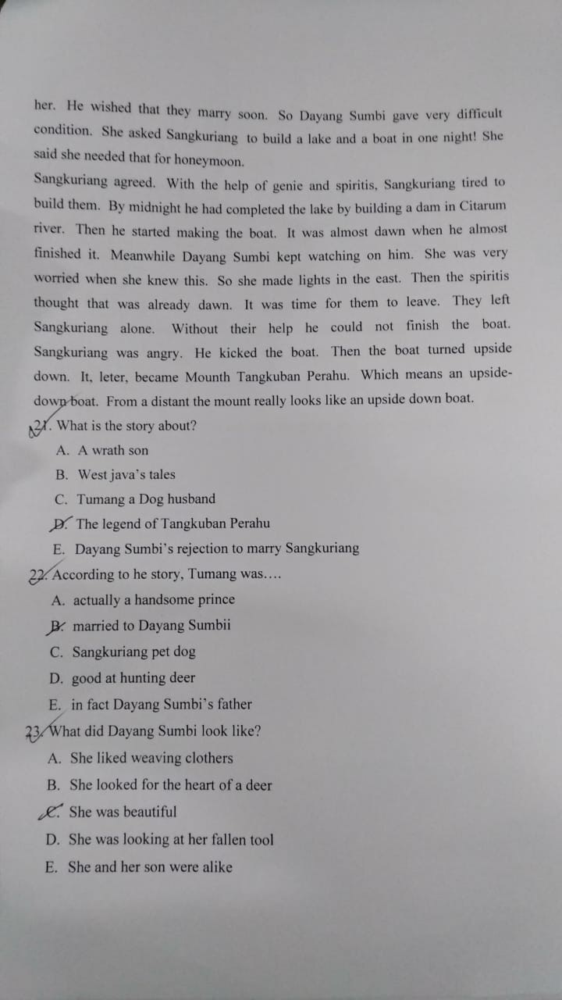 her. He wished that they marry soon. So Dayang Sumbi gave very difficult
condition. She asked Sangkuriang to build a lake and a boat in one night! She
said she needed that for honeymoon.
Sangkuriang agreed. With the help of genie and spiritis, Sangkuriang tired to
build them. By midnight he had completed the lake by building a dam in Citarum
river. Then he started making the boat. It was almost dawn when he almost
finished it. Meanwhile Dayang Sumbi kept watching on him. She was very
worried when she knew this. So she made lights in the east. Then the spiritis
thought that was already dawn. It was time for them to leave. They left
Sangkuriang alone. Without their help he could not finish the boat.
Sangkuriang was angry. He kicked the boat. Then the boat turned upside
down. It, leter, became Mounth Tangkuban Perahu. Which means an upside-
down boat. From a distant the mount really looks like an upside down boat.
21. What is the story about?
A. A wrath son
B. West java's tales
C. Tumang a Dog husband
D. The legend of Tangkuban Perahu
E. Dayang Sumbi's rejection to marry Sangkuriang
22. According to he story, Tumang was…
A. actually a handsome prince
B. married to Dayang Sumbii
C. Sangkuriang pet dog
D. good at hunting deer
E. in fact Dayang Sumbi's father
23. What did Dayang Sumbi look like?
A. She liked weaving clothers
B. She looked for the heart of a deer
C. She was beautiful
D. She was looking at her fallen tool
E. She and her son were alike